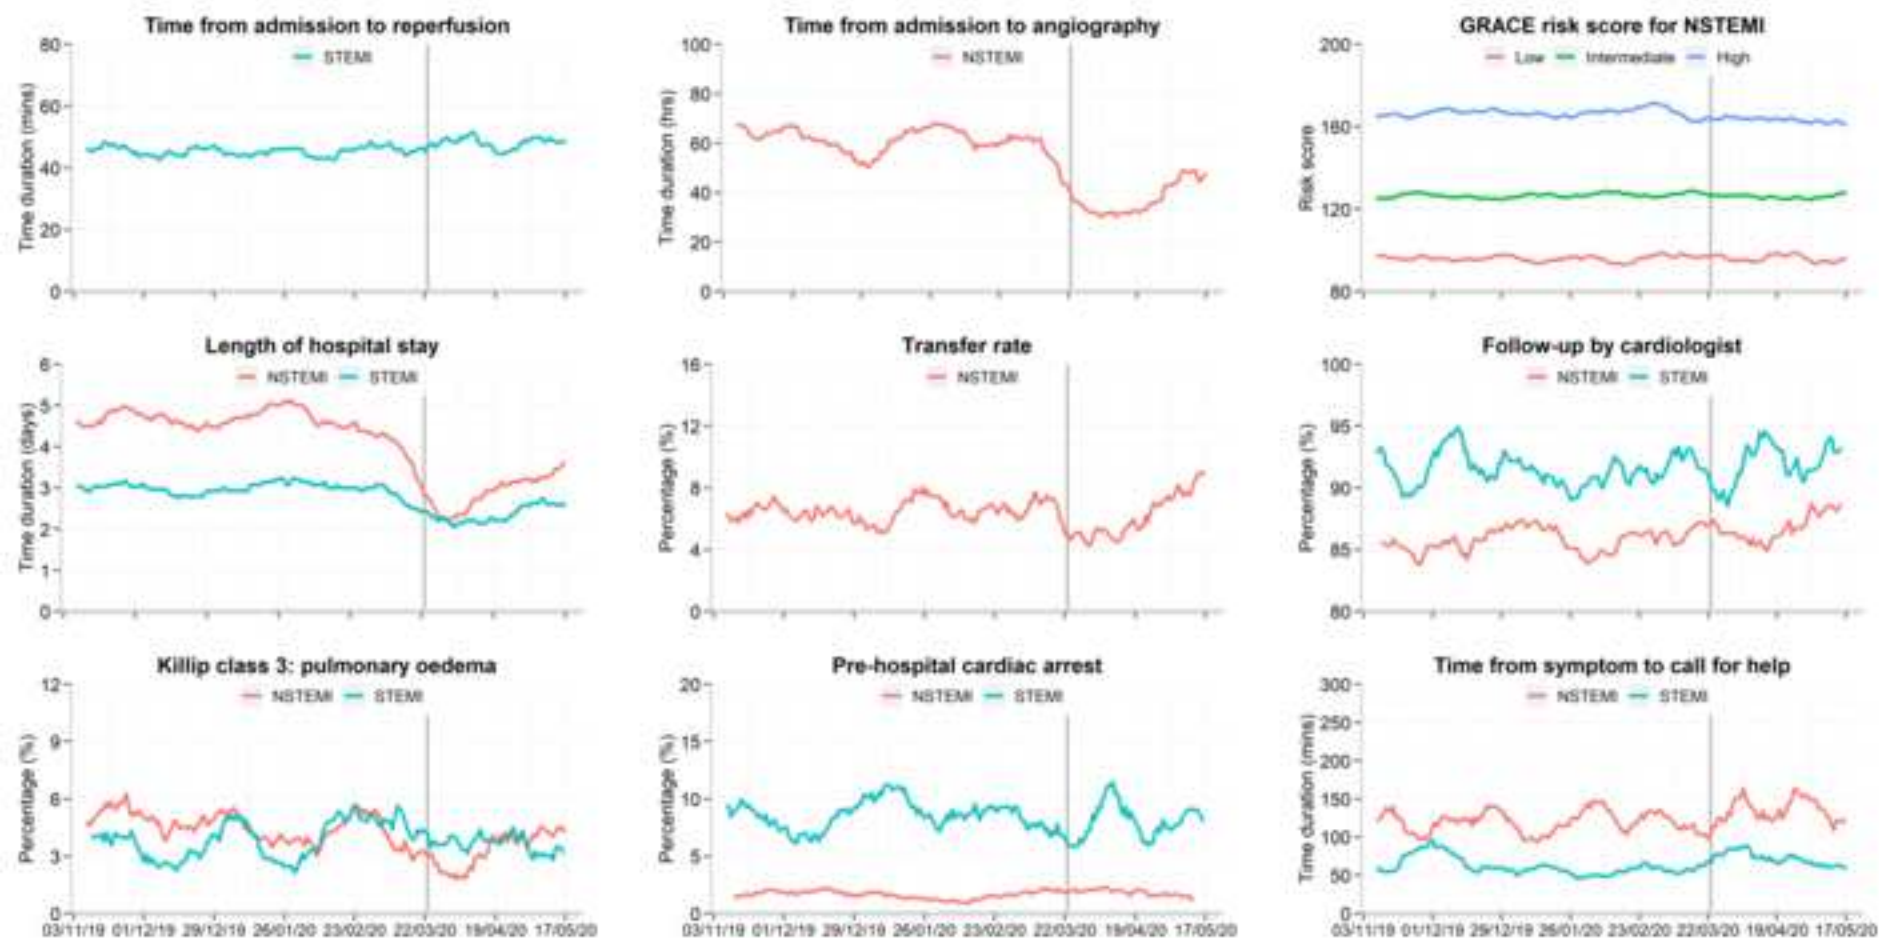 Time from admission to reperfusion
STEMI
Time duration (mins)
80
60
40
20
0
Time from admission to angiography
NSTEMI
Time duration (hrs)
100
80
60
40
20
0
GRACE risk score for NSTEMI
Low Intermediate High
Risk score
200
160
120
80
Length of hospital stay
NSTEMI STEMI
Time duration (days)
6
5
4
3
2
1
0
Transfer rate
NSTEMI
Percentage (%)
16
12
8
4
0
Follow-up by cardiologist
NSTEMI STEMI
Percentage (%)
100
95
90
85
80
Killip class 3: pulmonary oedema
NSTEMI STEMI
Percentage (%)
12
9
6
3
0
03/11/19 01/12/19 29/12/19 26/01/20 23/02/20 22/03/20 19/04/20 17/05/20
Pre-hospital cardiac arrest
NSTEMI STEMI
Percentage (%)
20
15
10
5
0
03/11/19 01/12/19 29/12/19 26/01/20 23/02/20 22/03/20 19/04/20 17/05/20
Time from symptom to call for help
NSTEMI STEMI
Time duration (mins)
300
250
200
150
100
50
0
03/11/19 01/12/19 29/12/19 26/01/20 23/02/20 22/03/20 19/04/20 17/05/20